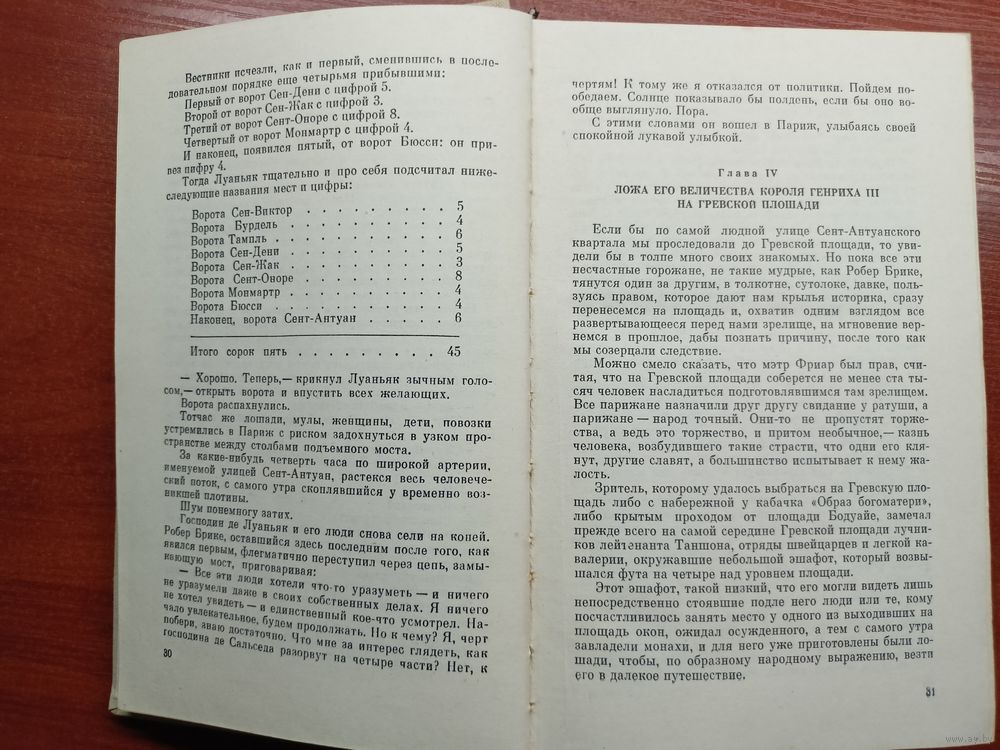 Вестники исчезли, как и первый, сменившись в после-
довательном порядке еще четырьмя прибывшими:
Первый от ворот Сен-Дени с цифрой 5.
Второй от ворот Сен-Жак с цифрой 3.
Третий от ворот Сент-Оноре с цифрой 8.
Четвертый от ворот Монмартр с цифрой 4.
И наконец, появился пятый, от ворот Бюсси: он при-
вез цифру 4.
Тогда Луаньяк тщательно и про себя подсчитал ниже-
следующие названия мест и цифры:
Ворота Сен-Виктор . . . . . . . . . 5
Ворота Бурдель . . . . . . . . . . 4
Ворота Тампль . . . . . . . . . . 6
Ворота Сен-Дени . . . . . . . . . 5
Ворота Сен-Жак . . . . . . . . . 3
Ворота Сент-Оноре . . . . . . . . 8
Ворота Монмартр . . . . . . . . . 4
Ворота Бюсси . . . . . . . . . . 4
Наконец, ворота Сент-Антуан . . . . . 6
Итого сорок пять . . . . . . . . . 45
— Хорошо. Теперь,— крикнул Луаньяк зычным голо-
сом,— открыть ворота и впустить всех желающих.
Ворота распахнулись.
Тотчас же лошади, мулы, женщины, дети, повозки
устремились в Париж с риском задохнуться в узком про-
странстве между столбами подъемного моста.
За какие-нибудь четверть часа по широкой артерии,
именуемой улицей Сент-Антуан, растекся весь человече-
ский поток, с самого утра скоплявшийся у временно воз-
никшей плотины.
Шум понемногу затих.
Господин де Луаньяк и его люди снова сели на коней.
Робер Брике, оставшийся здесь последним после того, как
явился первым, флегматично переступил через цепь, замы-
кающую мост, приговаривая:
— Все эти люди хотели что-то уразуметь — и ничего
не уразумели даже в своих собственных делах. Я ничего
не хотел увидеть — и единственный кое-что усмотрел. На-
чало увлекательное, будем продолжать. Но к чему? Я, черт
побери, знаю достаточно. Что мне за интерес глядеть, как
господина де Сальседа разорвут на четыре части? Нет, к
30
чертям! К тому же я отказался от политики. Пойдем по-
обедаем. Солнце показывало бы полдень, если бы оно во-
обще выглянуло. Пора.
С этими словами он вошел в Париж, улыбаясь своей
спокойной лукавой улыбкой.
Глава IV
ЛОЖА ЕГО ВЕЛИЧЕСТВА КОРОЛЯ ГЕНРИХА III
НА ГРЕВСКОЙ ПЛОЩАДИ
Если бы по самой людной улице Сент-Антуанского
квартала мы проследовали до Гревской площади, то уви-
дели бы в толпе много своих знакомых. Но пока все эти
несчастные горожане, не такие мудрые, как Робер Брике,
тянутся один за другим, в толкотне, сутолоке, давке, поль-
зуясь правом, которое дают нам крылья историка, сразу
перенесемся на площадь и, охватив одним взглядом все
развертывающееся перед нами зрелище, на мгновение вер-
немся в прошлое, дабы познать причину, после того как
мы созерцали следствие.
Можно смело сказать, что мэтр Фриар был прав, счи-
тая, что на Гревской площади соберется не менее ста ты-
сяч человек насладиться подготовлявшимся там зрелищем.
Все парижане назначили друг другу свидание у ратуши, а
парижане — народ точный. Они-то не пропустят торже-
ства, а ведь это торжество, и притом необычное,— казнь
человека, возбудившего такие страсти, что одни его кля-
нут, другие славят, а большинство испытывает к нему жа-
лость.
Зритель, которому удалось выбраться на Гревскую пло-
щадь либо с набережной у кабачка «Образ богоматери»,
либо крытым проходом от площади Бодуайе, замечал
прежде всего на самой середине Гревской площади лучни-
ков лейтенанта Таншона, отряды швейцарцев и легкой ка-
валерии, окружавшие небольшой эшафот, который возвы-
шался фута на четыре над уровнем площади.
Этот эшафот, такой низкий, что его могли видеть лишь
непосредственно стоявшие подле него люди или те, кому
посчастливилось занять место у одного из выходивших на
площадь окон, ожидал осужденного, а тем с самого утра
завладели монахи, и для него уже приготовлены были ло-
шади, чтобы, по образному народному выражению, везти
его в далекое путешествие.
31
www.ay.by